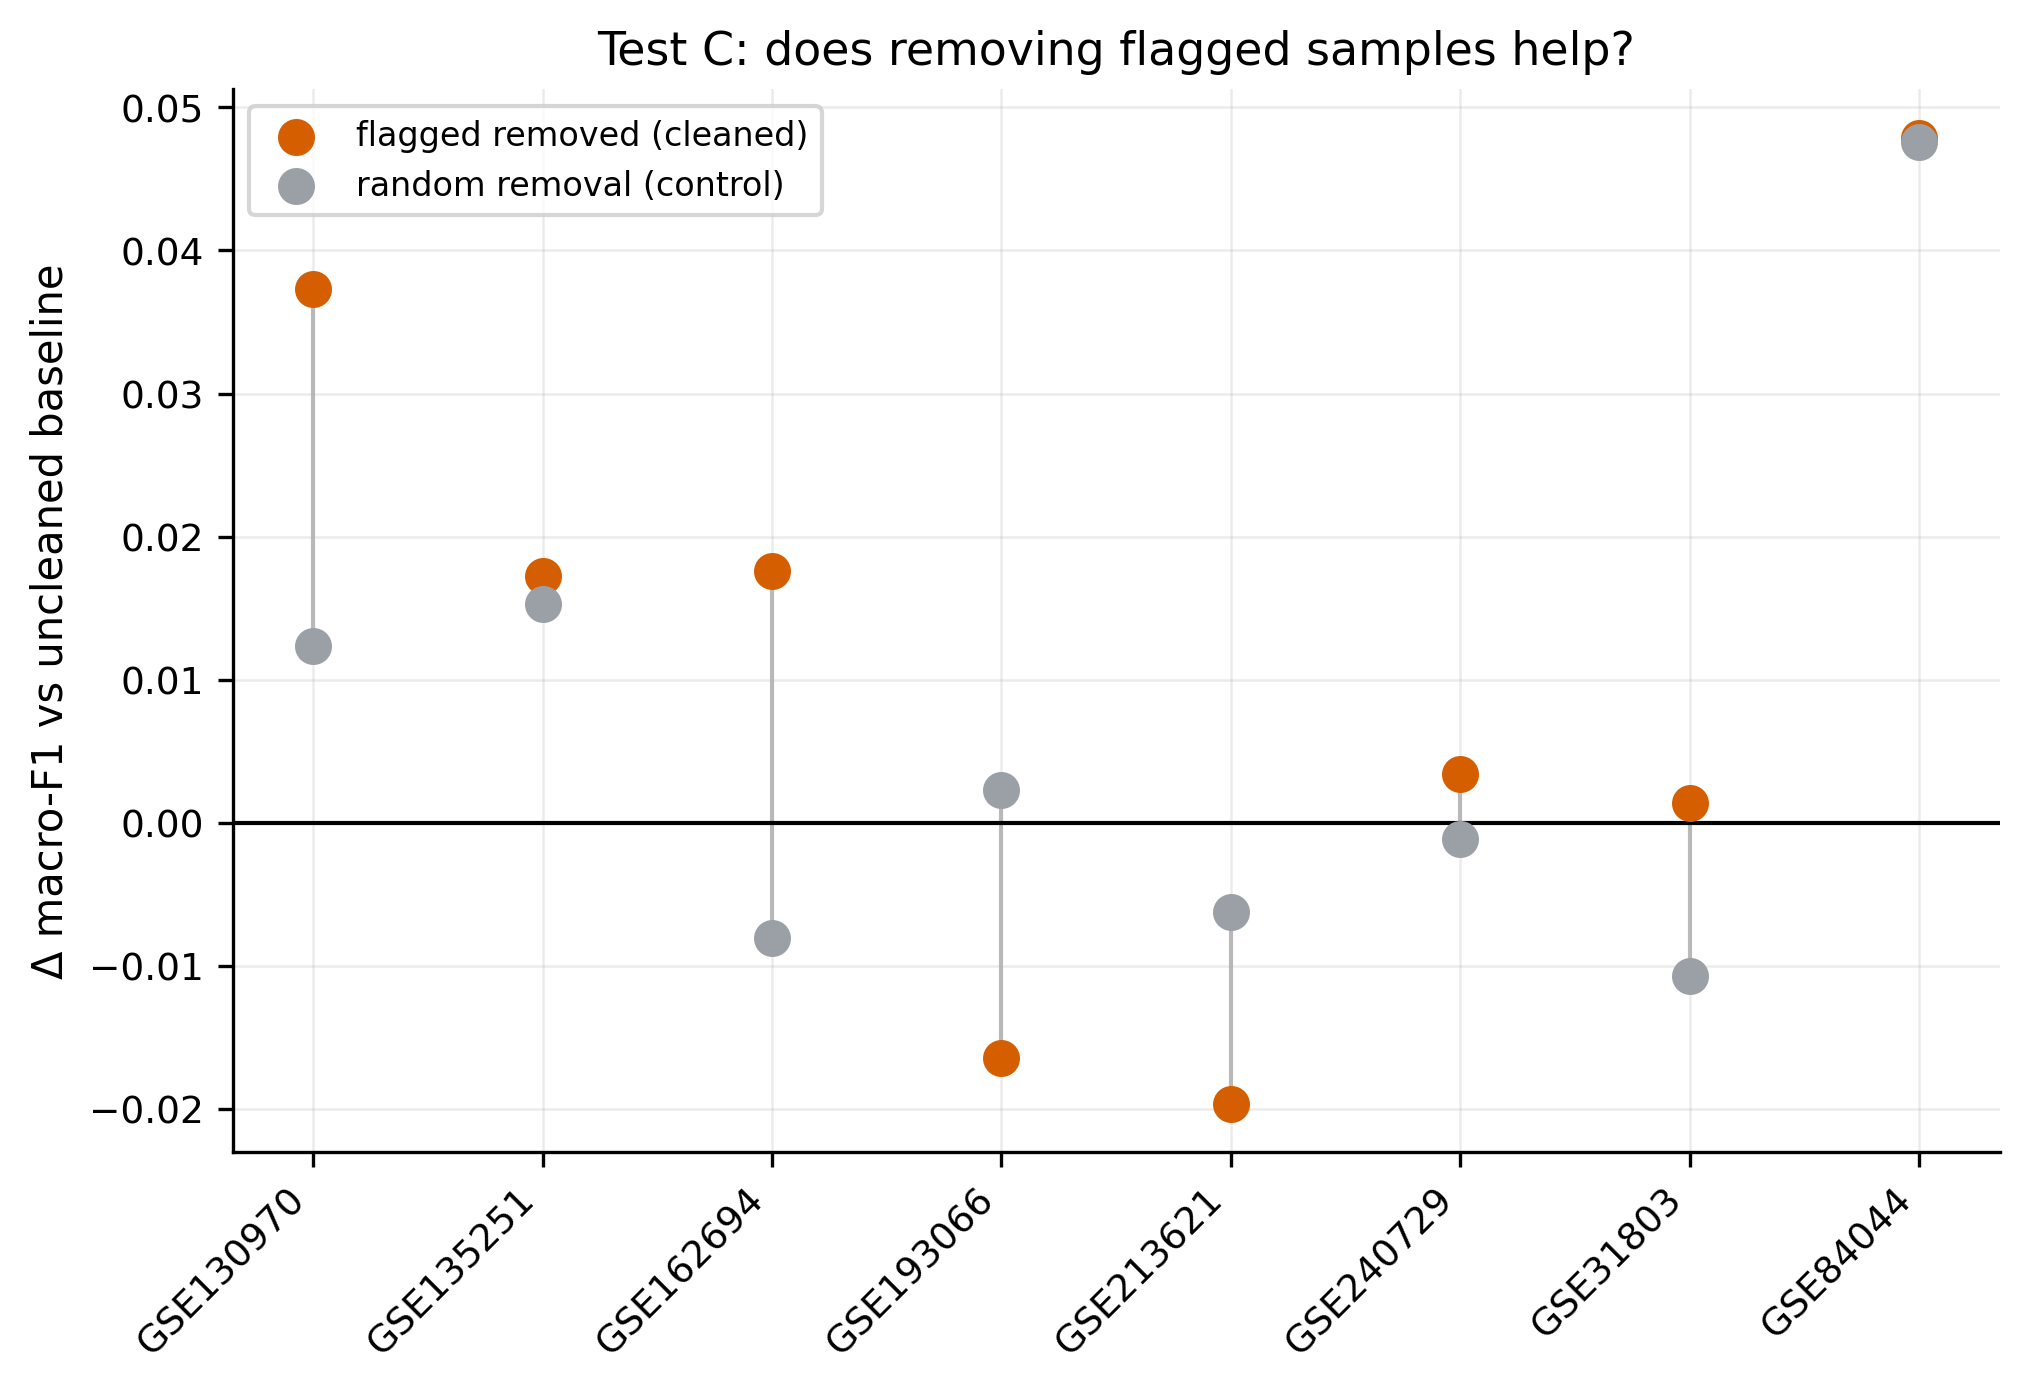 Test C: does removing flagged samples help?
flagged removed (cleaned)
random removal (control)
Δ macro-F1 vs uncleaned baseline
0.05
0.04
0.03
0.02
0.01
0.00
−0.01
−0.02
GSE130970
GSE135251
GSE162694
GSE193066
GSE213621
GSE240729
GSE31803
GSE84044